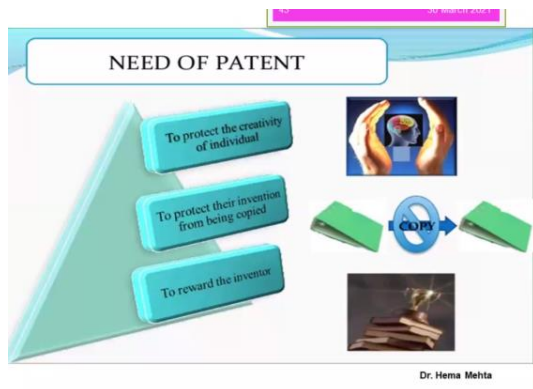 45 30 March 2021
NEED OF PATENT
To protect the creativity
of individual
To protect their invention
from being copied
COPY
To reward the inventor
Dr. Hema Mehta